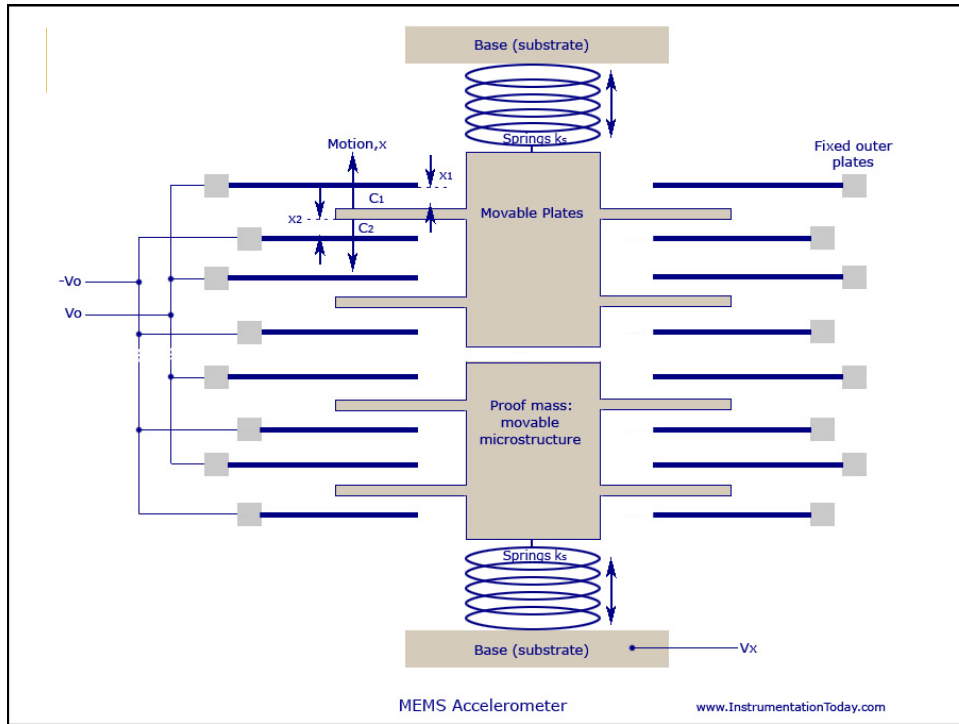 Base (substrate)
Springs ks
Motion,x
Fixed outer
plates
x1
C1
x2
Movable Plates
C2
-Vo
Vo
Proof mass:
movable
microstructure
Springs ks
Base (substrate)
Vx
MEMS Accelerometer
www.InstrumentationToday.com